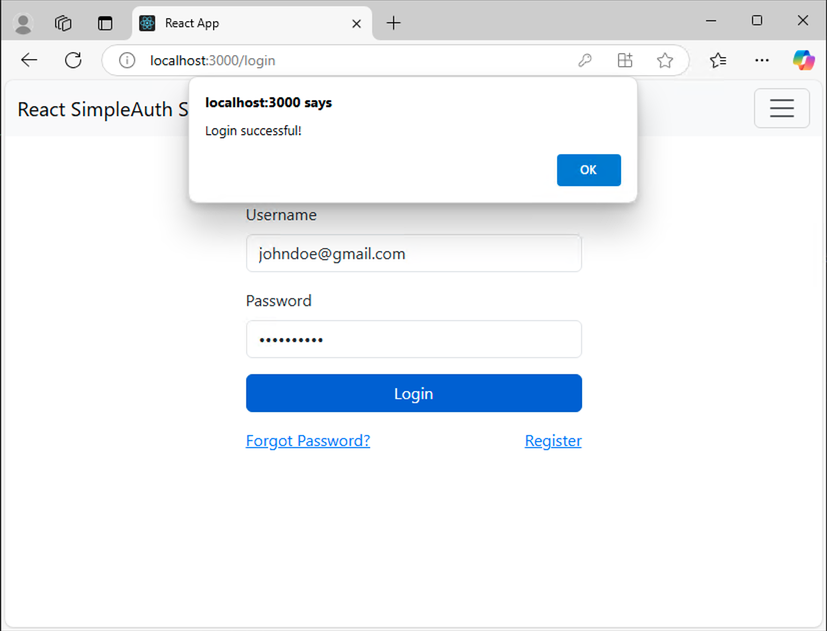 React App
localhost:3000/login
localhost:3000 says
Login successful!
OK
React SimpleAuth S
Username
johndoe@gmail.com
Password
••••••••••
Login
Forgot Password? Register